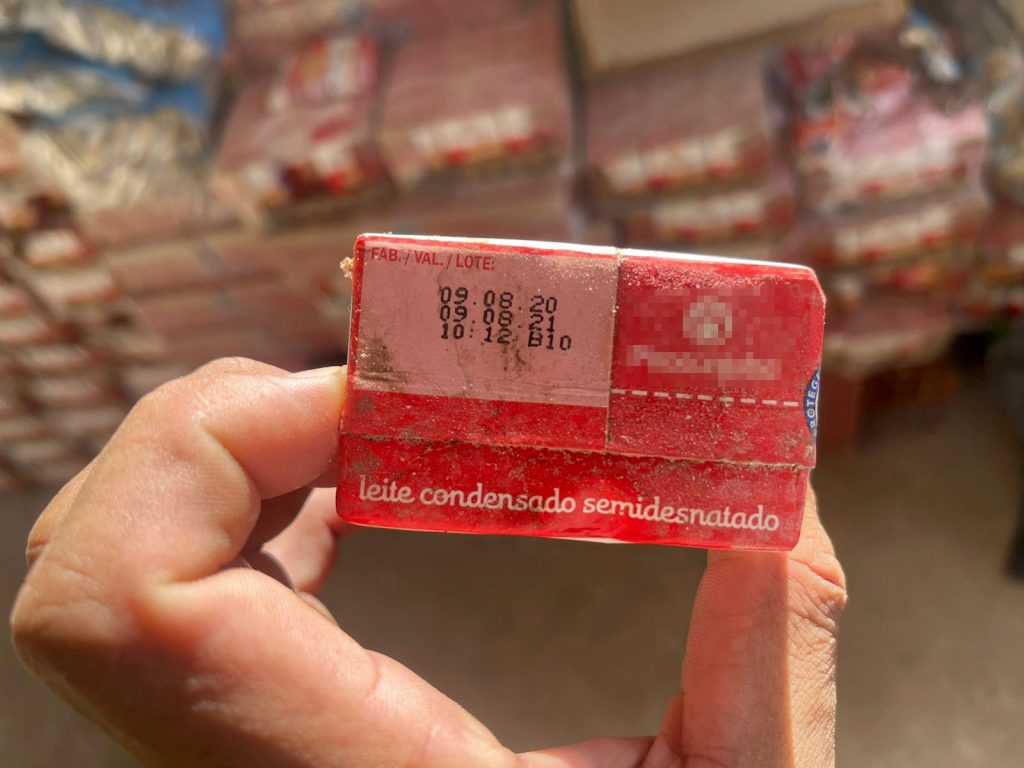 FAB. / VAL. / LOTE:
09 08 20
09 08 21
10:12 B10
leite condensado semidesnatado